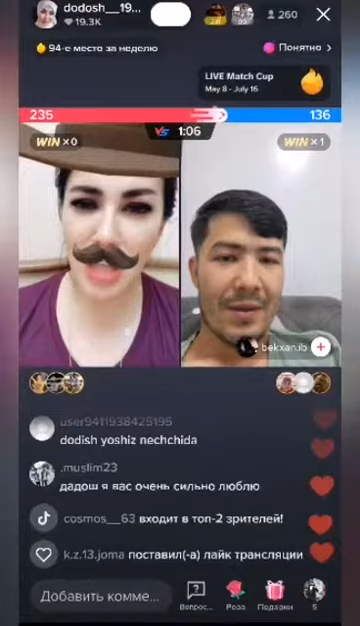 dodosh__19...
19.3K
260
94-е место за неделю
Понятно >
LIVE Match Cup
May 8 - July 16
235
VS
136
1:06
WIN ×0
WIN ×1
bekxan.ib
user9411938425195
dodish yoshiz nechchida
.muslim23
дадош я вас очень сильно люблю
cosmos__63 входит в топ-2 зрителей!
k.z.13.joma поставил(-а) лайк трансляции
Добавить комме...
Вопрос...
Роза
Подарки